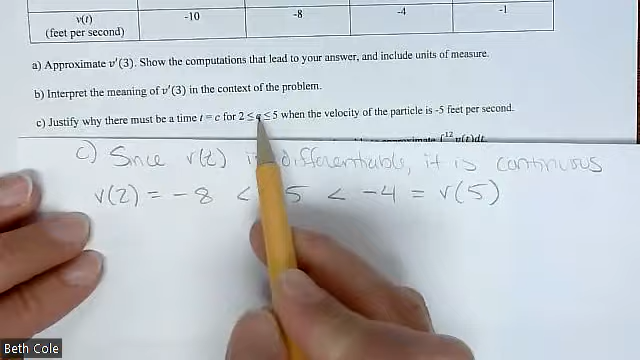 v(t) -10 -8 -4 -1
(feet per second)
a) Approximate v'(3). Show the computations that lead to your answer, and include units of measure.
b) Interpret the meaning of v'(3) in the context of the problem.
c) Justify why there must be a time t = c for 2 ≤ c ≤ 5 when the velocity of the particle is -5 feet per second.
approximate ∫¹² v(t)dt.
c) Since v(t) is differentiable, it is continuous
v(2) = -8 < 5 < -4 = v(5)
Beth Cole